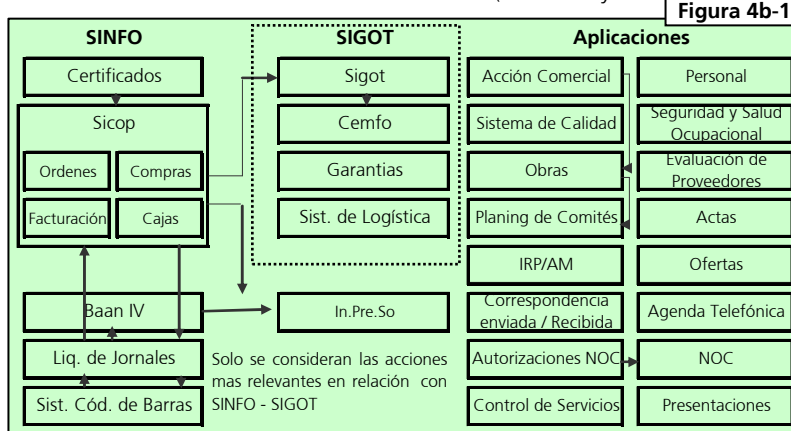 Figura 4b-1
SINFO
Certificados
Sicop
Ordenes
Compras
Facturación
Cajas
Baan IV
Liq. de Jornales
Sist. Cód. de Barras
SIGOT
Sigot
Cemfo
Garantias
Sist. de Logística
In.Pre.So
Solo se consideran las acciones
mas relevantes en relación con
SINFO - SIGOT
Aplicaciones
Acción Comercial
Personal
Sistema de Calidad
Seguridad y Salud
Ocupacional
Obras
Evaluación de
Proveedores
Planing de Comités
Actas
IRP/AM
Ofertas
Correspondencia
enviada / Recibida
Agenda Telefónica
Autorizaciones NOC
NOC
Control de Servicios
Presentaciones